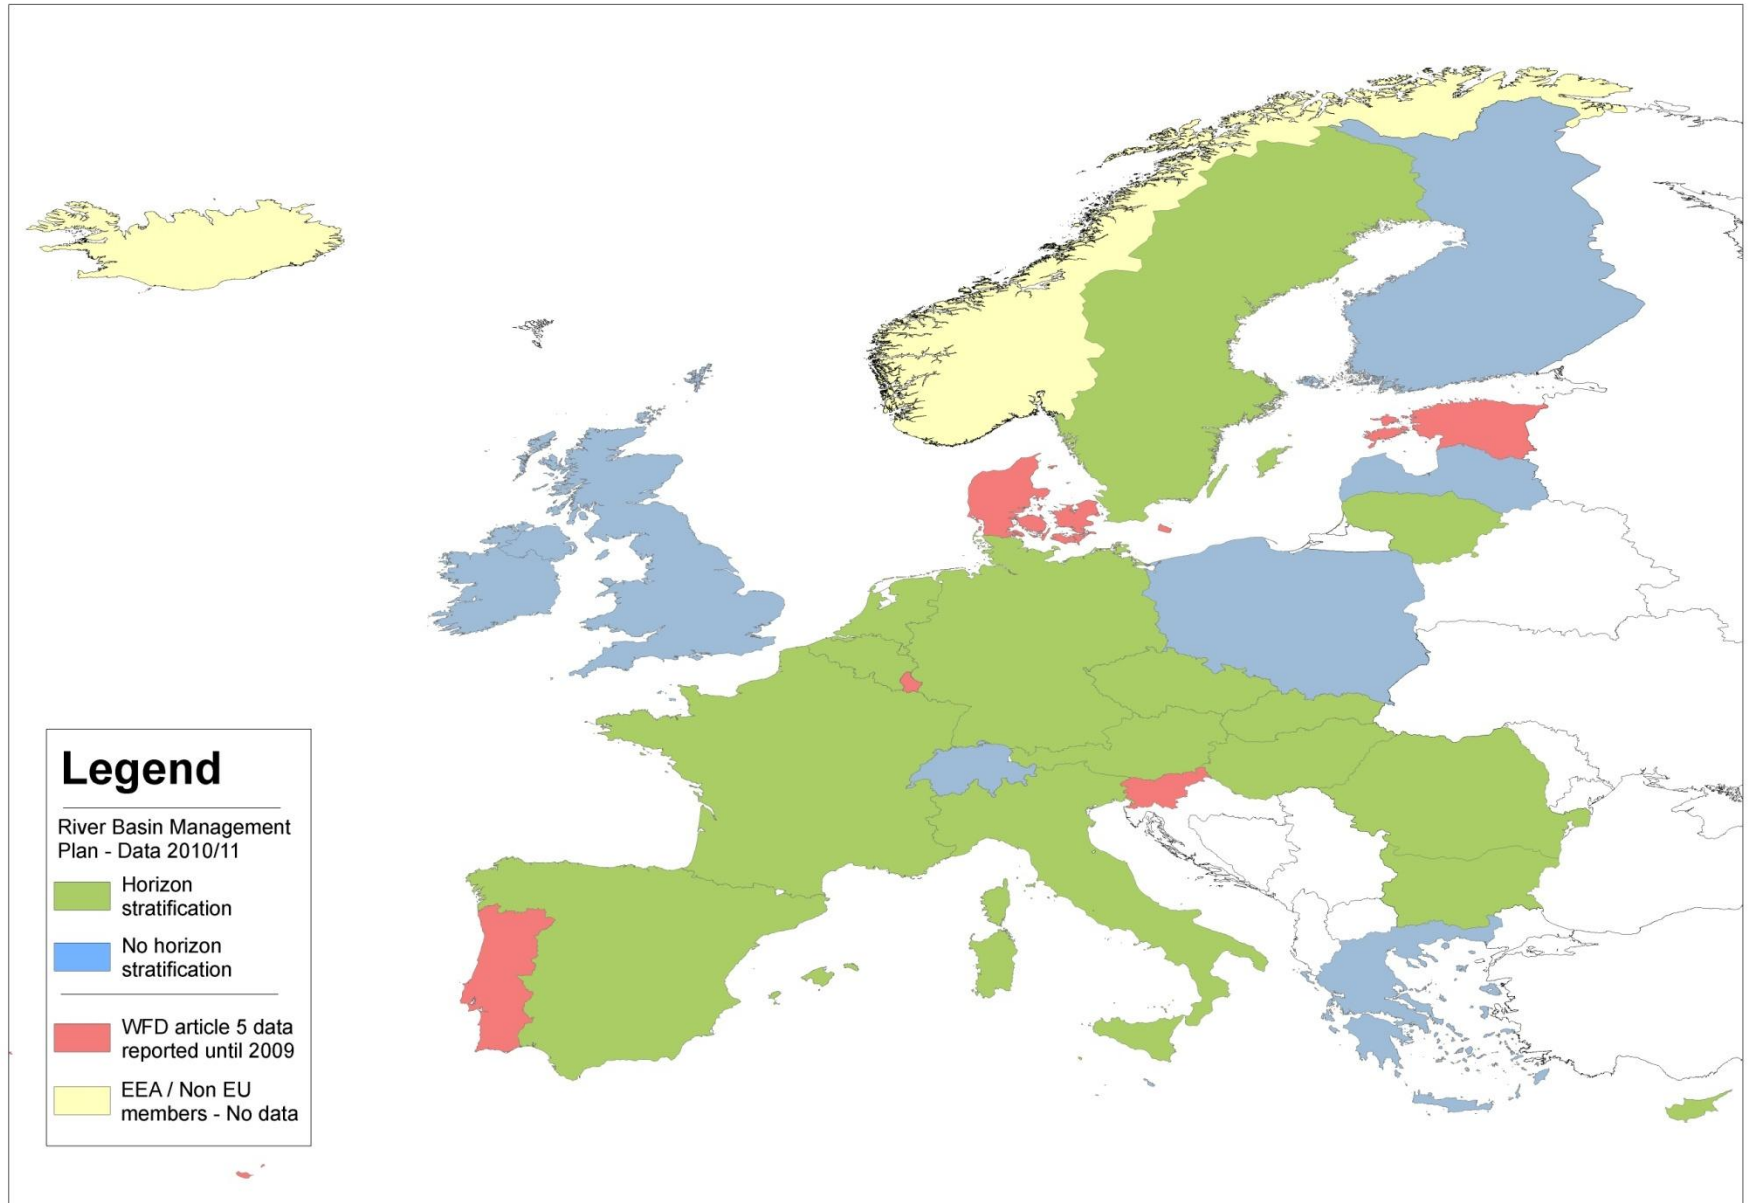 Legend
River Basin Management
Plan - Data 2010/11
Horizon
stratification
No horizon
stratification
WFD article 5 data
reported until 2009
EEA / Non EU
members - No data